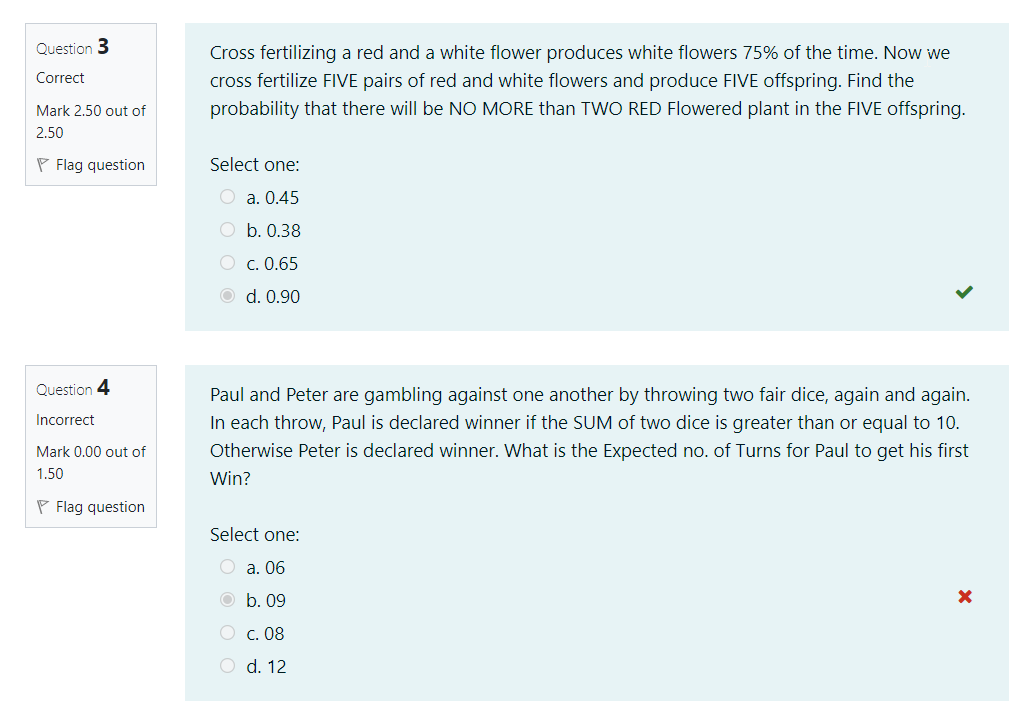 Question 3
Correct
Mark 2.50 out of
2.50
Flag question
Cross fertilizing a red and a white flower produces white flowers 75% of the time. Now we
cross fertilize FIVE pairs of red and white flowers and produce FIVE offspring. Find the
probability that there will be NO MORE than TWO RED Flowered plant in the FIVE offspring.
Select one:
a. 0.45
b. 0.38
c. 0.65
d. 0.90
Question 4
Incorrect
Mark 0.00 out of
1.50
Flag question
Paul and Peter are gambling against one another by throwing two fair dice, again and again.
In each throw, Paul is declared winner if the SUM of two dice is greater than or equal to 10.
Otherwise Peter is declared winner. What is the Expected no. of Turns for Paul to get his first
Win?
Select one:
a. 06
b. 09
c. 08
d. 12